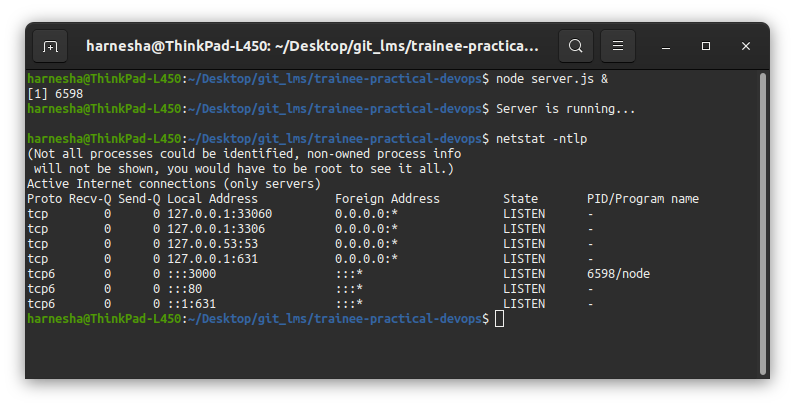 harnesha@ThinkPad-L450: ~/Desktop/git_lms/trainee-practica...
harnesha@ThinkPad-L450:~/Desktop/git_lms/trainee-practical-devops$ node server.js &
[1] 6598
harnesha@ThinkPad-L450:~/Desktop/git_lms/trainee-practical-devops$ Server is running...
harnesha@ThinkPad-L450:~/Desktop/git_lms/trainee-practical-devops$ netstat -ntlp
(Not all processes could be identified, non-owned process info
 will not be shown, you would have to be root to see it all.)
Active Internet connections (only servers)
Proto Recv-Q Send-Q Local Address           Foreign Address         State       PID/Program name
tcp        0      0 127.0.0.1:33060         0.0.0.0:*               LISTEN      -
tcp        0      0 127.0.0.1:3306          0.0.0.0:*               LISTEN      -
tcp        0      0 127.0.0.53:53           0.0.0.0:*               LISTEN      -
tcp        0      0 127.0.0.1:631           0.0.0.0:*               LISTEN      -
tcp6       0      0 :::3000                 :::*                    LISTEN      6598/node
tcp6       0      0 :::80                   :::*                    LISTEN      -
tcp6       0      0 ::1:631                 :::*                    LISTEN      -
harnesha@ThinkPad-L450:~/Desktop/git_lms/trainee-practical-devops$